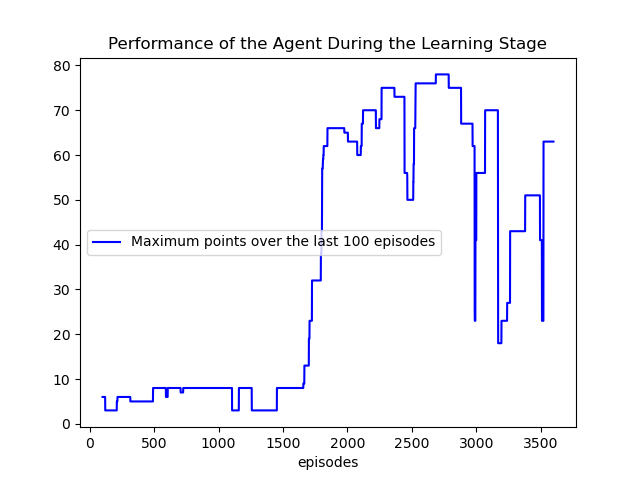 Performance of the Agent During the Learning Stage
80
70
60
50
40
30
20
10
0
Maximum points over the last 100 episodes
0 500 1000 1500 2000 2500 3000 3500
episodes